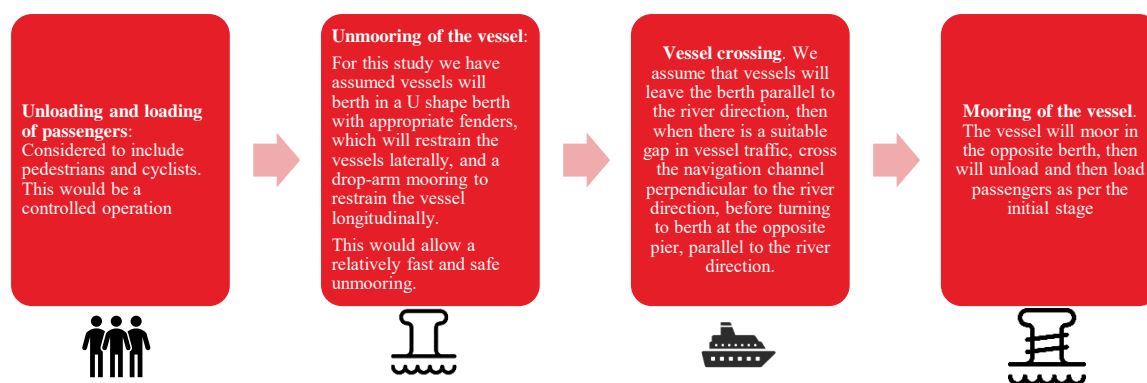 Unloading and loading
of passengers:
Considered to include
pedestrians and cyclists.
This would be a
controlled operation
Unmooring of the vessel:
For this study we have
assumed vessels will
berth in a U shape berth
with appropriate fenders,
which will restrain the
vessels laterally, and a
drop-arm mooring to
restrain the vessel
longitudinally.
This would allow a
relatively fast and safe
unmooring.
Vessel crossing. We
assume that vessels will
leave the berth parallel to
the river direction, then
when there is a suitable
gap in vessel traffic, cross
the navigation channel
perpendicular to the river
direction, before turning
to berth at the opposite
pier, parallel to the river
direction.
Mooring of the vessel.
The vessel will moor in
the opposite berth, then
will unload and then load
passengers as per the
initial stage